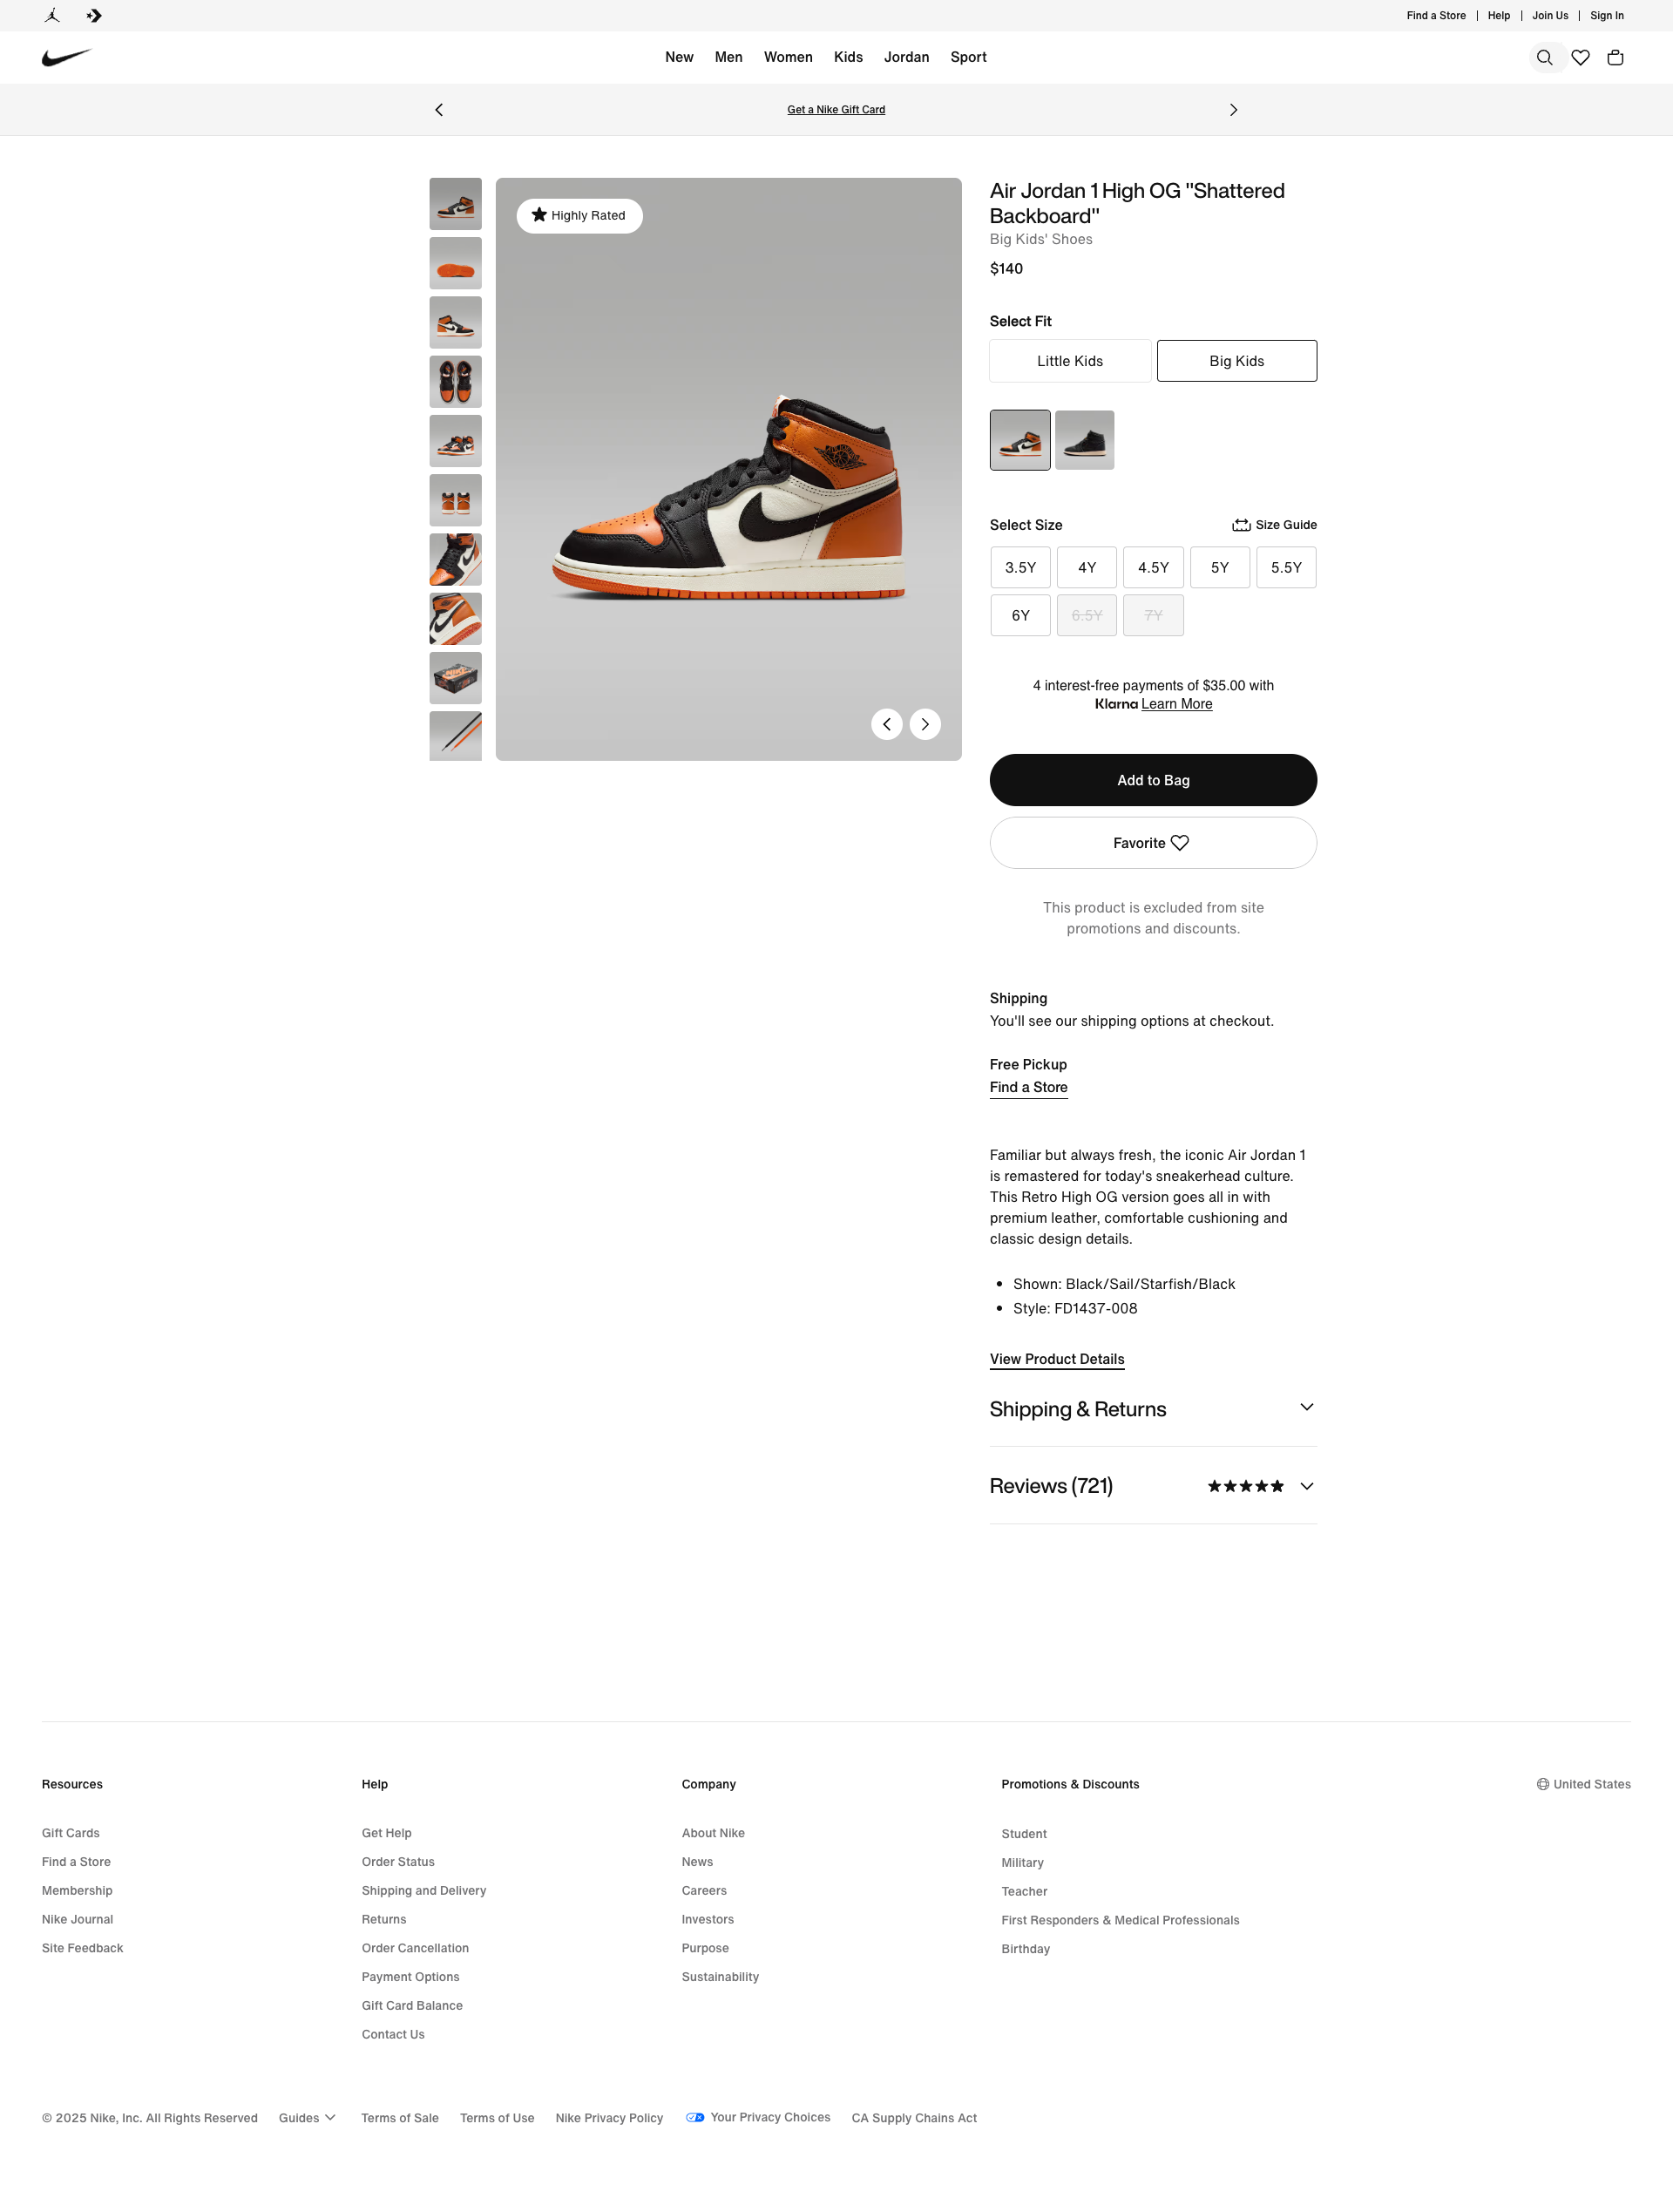 Find a Store | Help | Join Us | Sign In
New Men Women Kids Jordan Sport
Get a Nike Gift Card
Highly Rated
Air Jordan 1 High OG "Shattered
Backboard"
Big Kids' Shoes
$140
Select Fit
Little Kids Big Kids
Select Size Size Guide
3.5Y 4Y 4.5Y 5Y 5.5Y
6Y 6.5Y 7Y
4 interest-free payments of $35.00 with
Klarna Learn More
Add to Bag
Favorite
This product is excluded from site
promotions and discounts.
Shipping
You'll see our shipping options at checkout.
Free Pickup
Find a Store
Familiar but always fresh, the iconic Air Jordan 1
is remastered for today's sneakerhead culture.
This Retro High OG version goes all in with
premium leather, comfortable cushioning and
classic design details.
• Shown: Black/Sail/Starfish/Black
• Style: FD1437-008
View Product Details
Shipping & Returns
Reviews (721)
Resources
Gift Cards
Find a Store
Membership
Nike Journal
Site Feedback
Help
Get Help
Order Status
Shipping and Delivery
Returns
Order Cancellation
Payment Options
Gift Card Balance
Contact Us
Company
About Nike
News
Careers
Investors
Purpose
Sustainability
Promotions & Discounts
Student
Military
Teacher
First Responders & Medical Professionals
Birthday
United States
© 2025 Nike, Inc. All Rights Reserved Guides Terms of Sale Terms of Use Nike Privacy Policy Your Privacy Choices CA Supply Chains Act